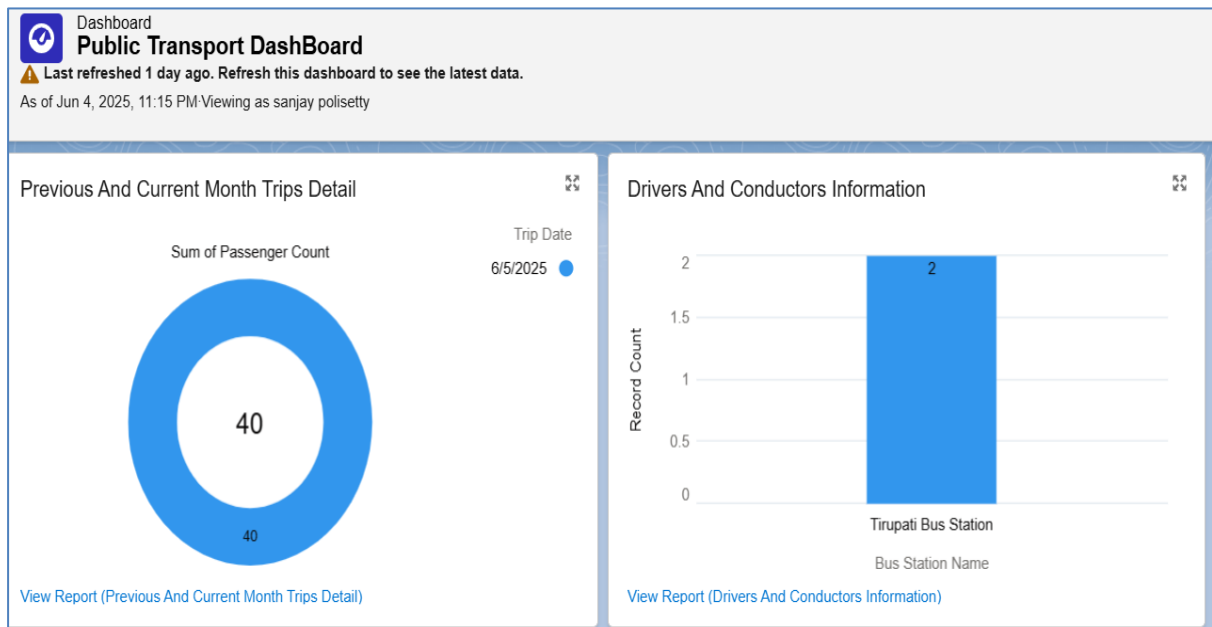 Dashboard
Public Transport DashBoard
Last refreshed 1 day ago. Refresh this dashboard to see the latest data.
As of Jun 4, 2025, 11:15 PM·Viewing as sanjay polisetty
Previous And Current Month Trips Detail
Trip Date
6/5/2025
Sum of Passenger Count
40
40
View Report (Previous And Current Month Trips Detail)
Drivers And Conductors Information
Record Count
2
1.5
1
0.5
0
2
Tirupati Bus Station
Bus Station Name
View Report (Drivers And Conductors Information)